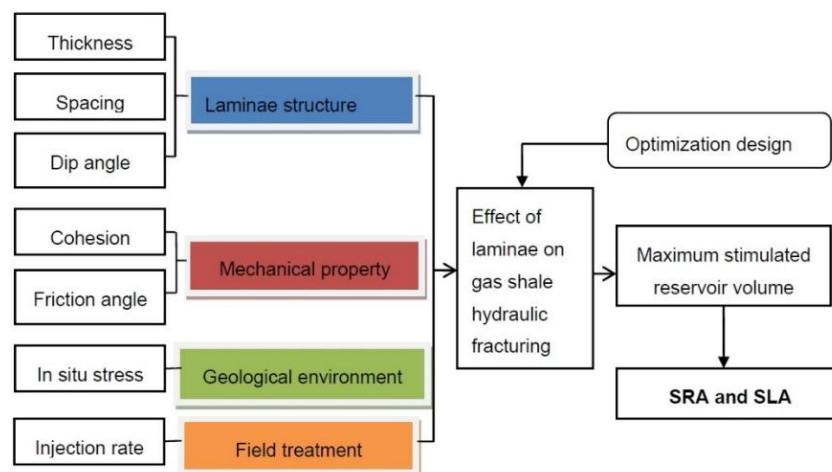 Thickness
Spacing
Dip angle
Laminae structure
Cohesion
Friction angle
Mechanical property
In situ stress
Geological environment
Injection rate
Field treatment
Optimization design
Effect of
laminae on
gas shale
hydraulic
fracturing
Maximum stimulated
reservoir volume
SRA and SLA